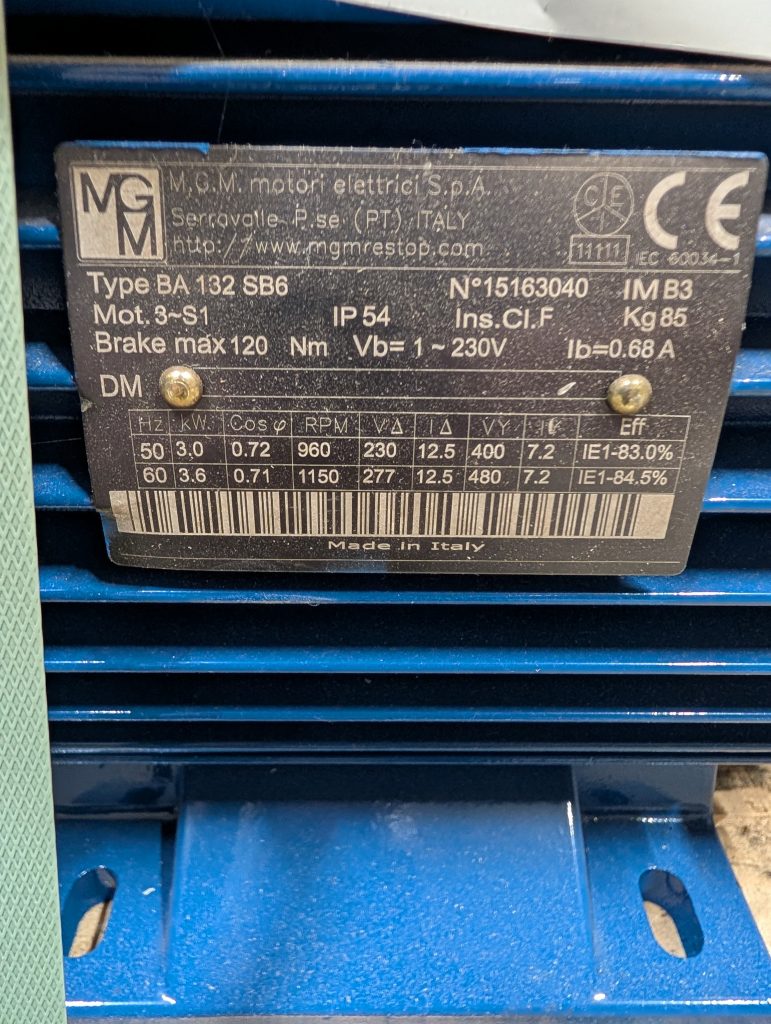 MGM
M.G.M. motori elettrici S.p.A.
Serravalle P.se (PT) ITALY
http://www.mgmrestop.com
CE
11111
CE
IEC 60034-1
Type BA 132 SB6 N°15163040 IM B3
Mot. 3~S1 IP 54 Ins.Cl.F Kg 85
Brake max 120 Nm Vb= 1~230V Ib=0.68 A
DM
Hz kW Cos φ RPM VΔ IΔ VY IY Eff
50 3.0 0.72 960 230 12.5 400 7.2 IE1-83.0%
60 3.6 0.71 1150 277 12.5 480 7.2 IE1-84.5%
Made in Italy